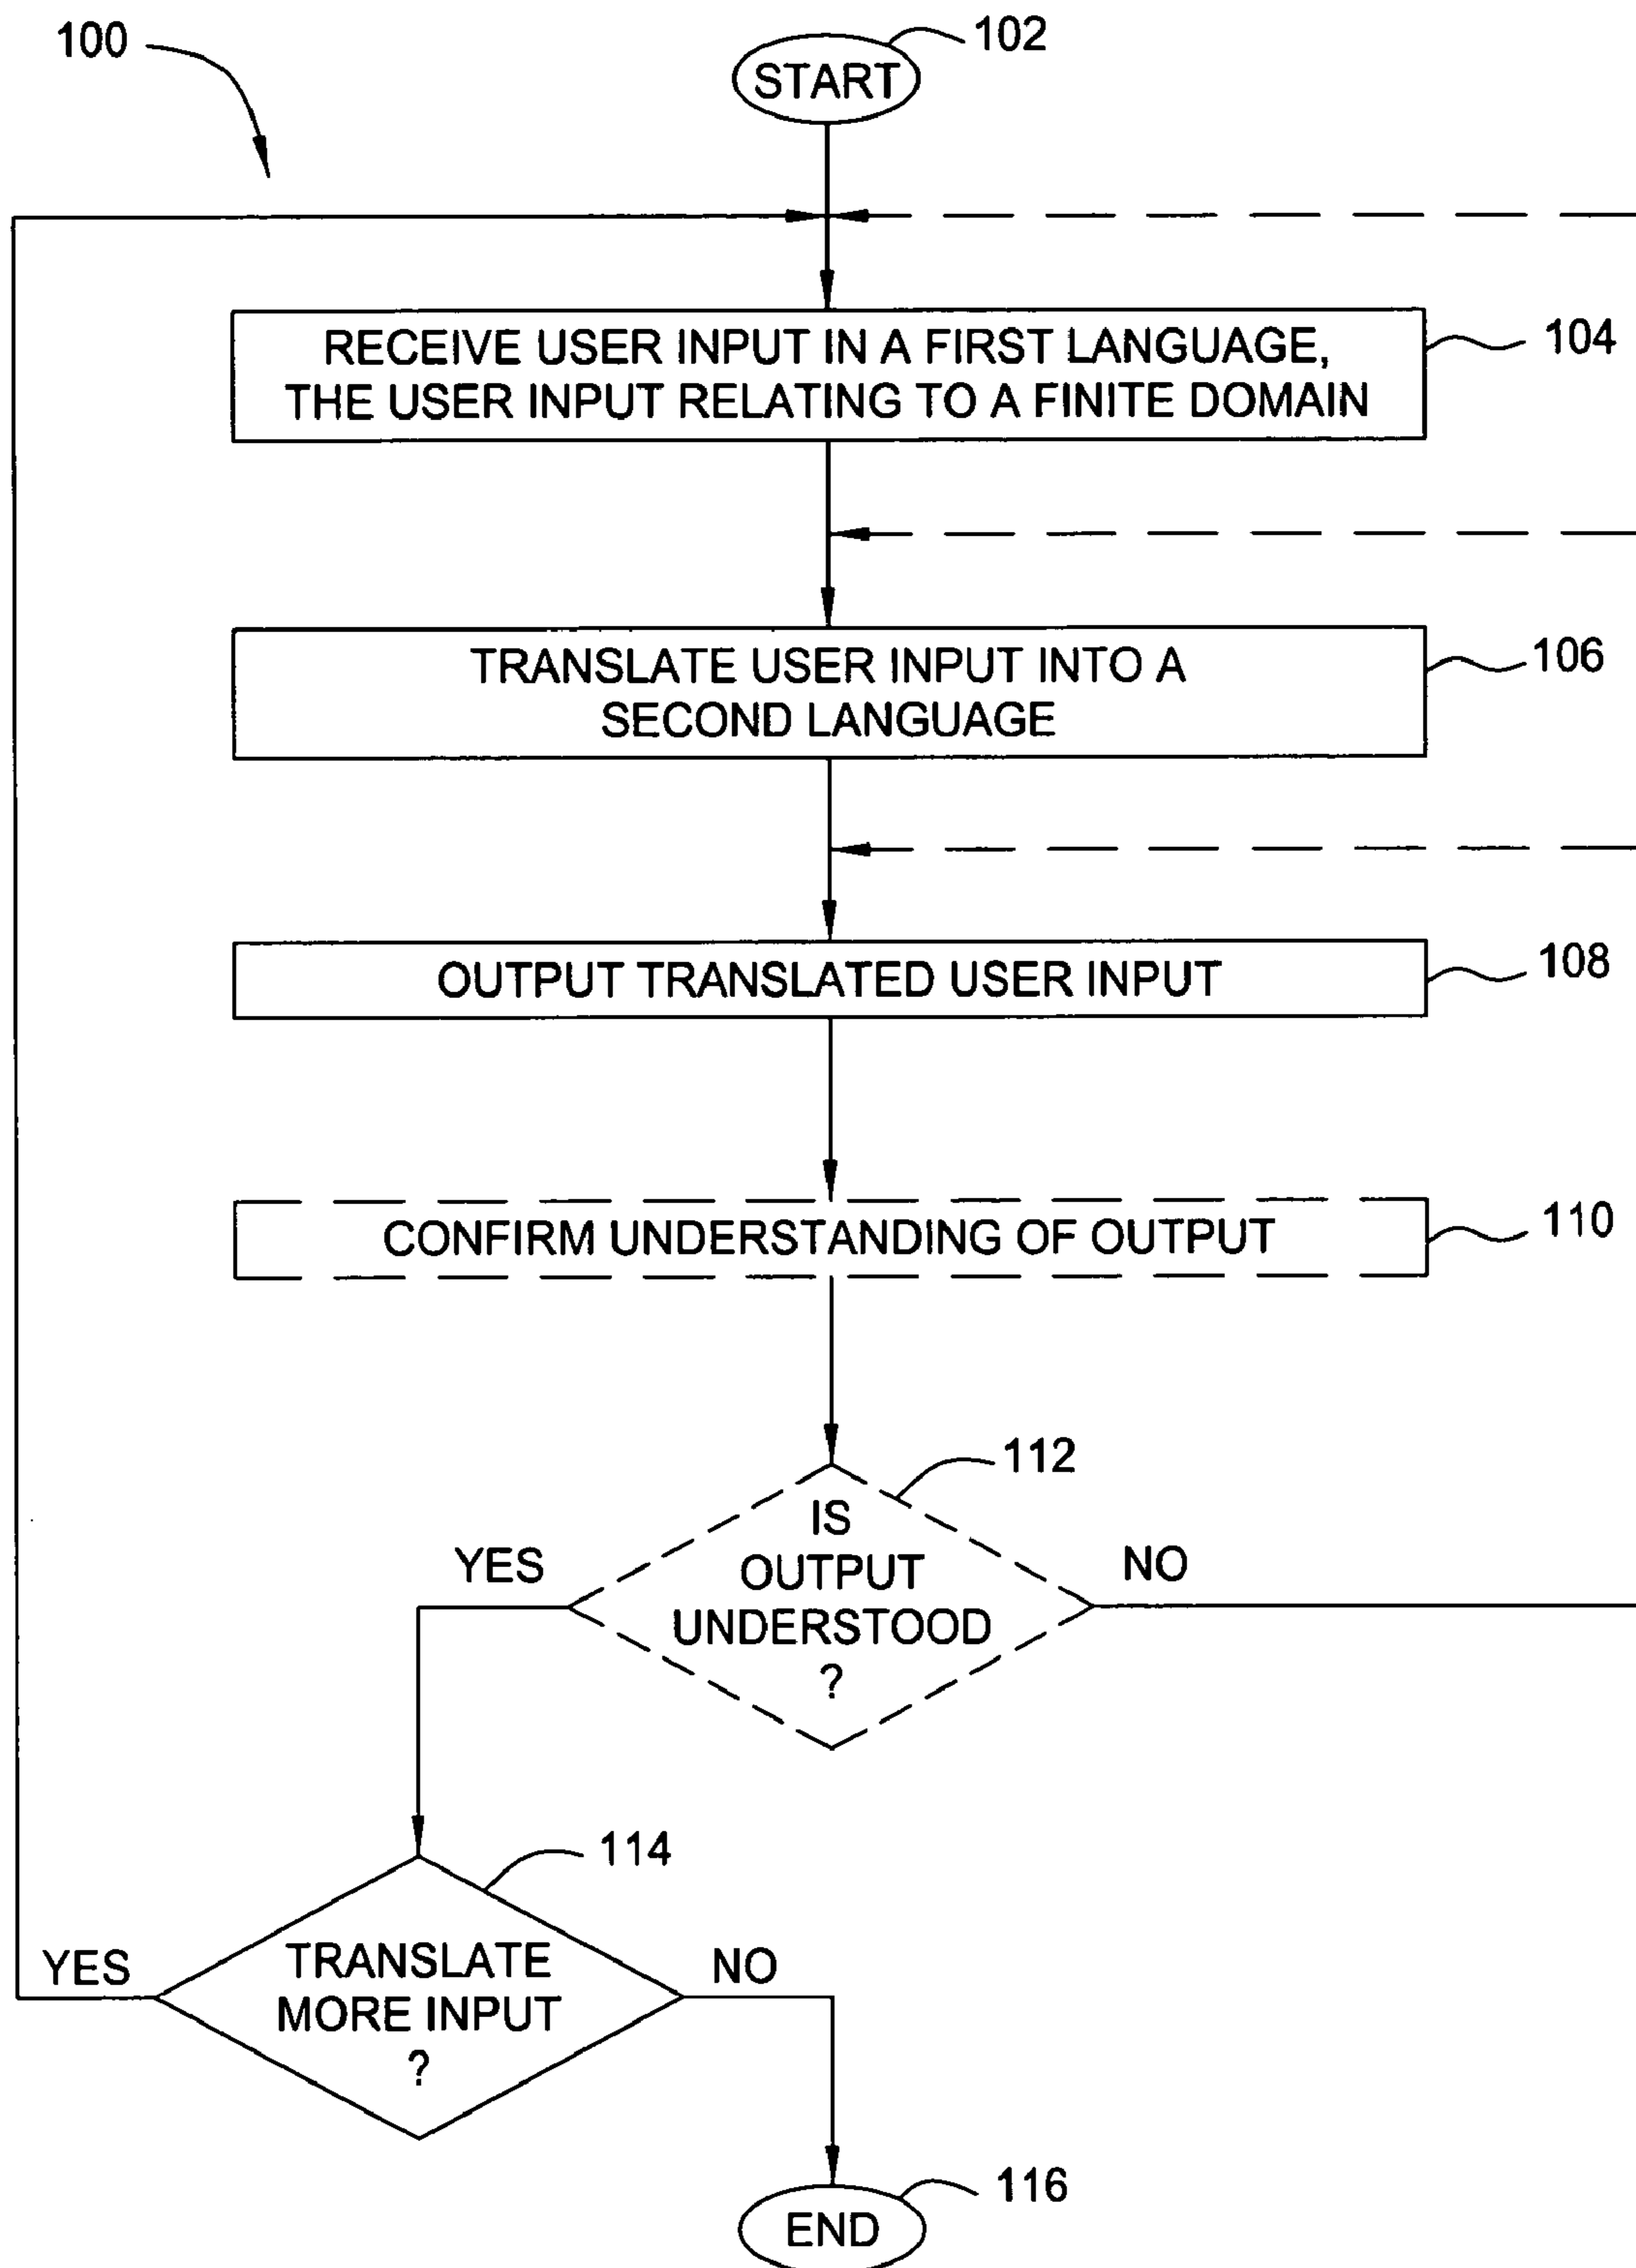 100
102
START
RECEIVE USER INPUT IN A FIRST LANGUAGE,
THE USER INPUT RELATING TO A FINITE DOMAIN
104
TRANSLATE USER INPUT INTO A
SECOND LANGUAGE
106
OUTPUT TRANSLATED USER INPUT
108
CONFIRM UNDERSTANDING OF OUTPUT
110
112
IS
OUTPUT
UNDERSTOOD
?
YES
NO
114
TRANSLATE
MORE INPUT
?
YES
NO
116
END